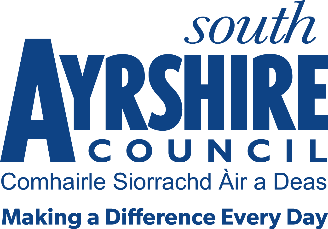 south
AYRSHIRE
COUNCIL
Comhairle Siorrachd Àir a Deas
Making a Difference Every Day